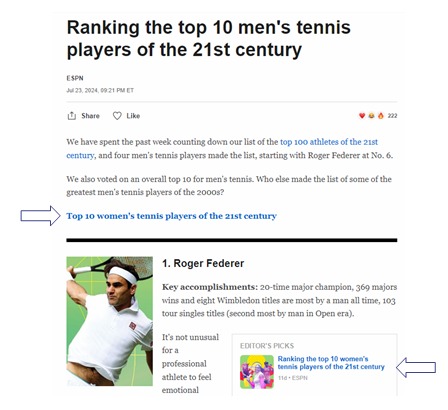 Ranking the top 10 men's tennis
players of the 21st century
ESPN
Jul 23, 2024, 09:21 PM ET
Share Like 222
We have spent the past week counting down our list of the top 100 athletes of the 21st
century, and four men's tennis players made the list, starting with Roger Federer at No. 6.
We also voted on an overall top 10 for men's tennis. Who else made the list of some of the
greatest men's tennis players of the 2000s?
Top 10 women's tennis players of the 21st century
1. Roger Federer
Key accomplishments: 20-time major champion, 369 majors
wins and eight Wimbledon titles are most by a man all time, 103
tour singles titles (second most by man in Open era).
It's not unusual
for a
professional
athlete to feel
emotional
EDITOR'S PICKS
Ranking the top 10 women's
tennis players of the 21st century
11d • ESPN